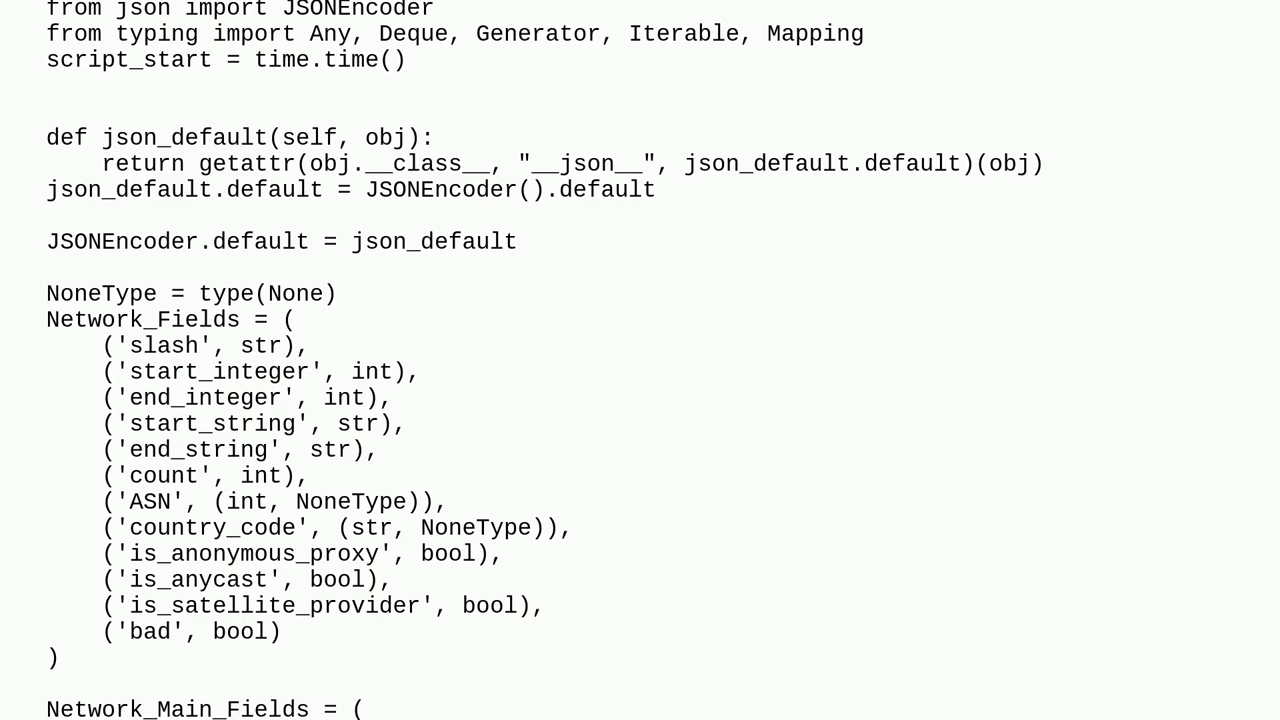 from json import JSONEncoder
from typing import Any, Deque, Generator, Iterable, Mapping
script_start = time.time()
def json_default(self, obj):
    return getattr(obj.__class__, "__json__", json_default.default)(obj)
json_default.default = JSONEncoder().default
JSONEncoder.default = json_default
NoneType = type(None)
Network_Fields = (
    ('slash', str),
    ('start_integer', int),
    ('end_integer', int),
    ('start_string', str),
    ('end_string', str),
    ('count', int),
    ('ASN', (int, NoneType)),
    ('country_code', (str, NoneType)),
    ('is_anonymous_proxy', bool),
    ('is_anycast', bool),
    ('is_satellite_provider', bool),
    ('bad', bool)
)
Network_Main_Fields = (